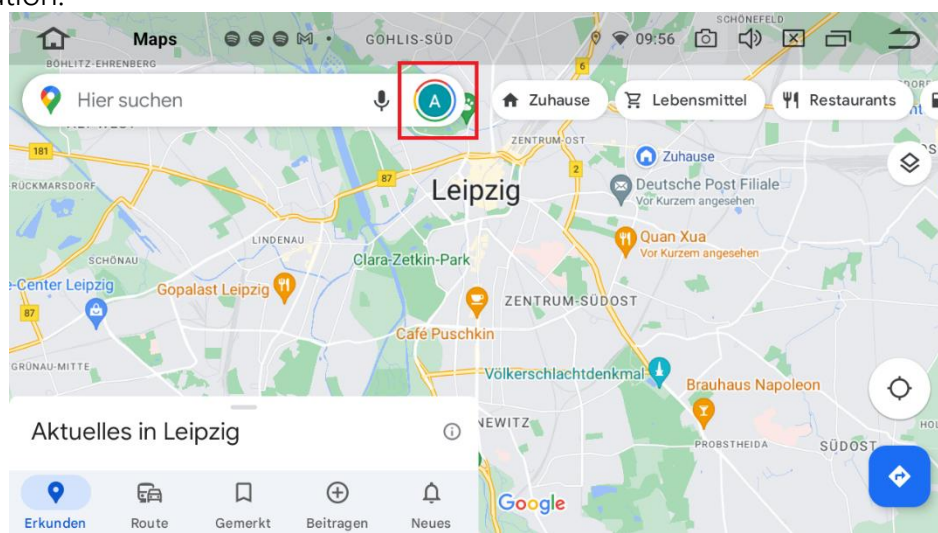 ation.
SCHÖNEFELD
Maps
GOHLIS-SÜD
09:56
6
BÖHLITZ-EHRENBERG
Hier suchen
A
Zuhause
Lebensmittel
Restaurants
ZENTRUM-OST
181
87
2
Zuhause
RÜCKMARSDORF
Leipzig
Deutsche Post Filiale
Vor Kurzem angesehen
LINDENAU
Quan Xua
Vor Kurzem angesehen
SCHÖNAU
Clara-Zetkin-Park
-Center Leipzig
Gopalast Leipzig
ZENTRUM-SÜDOST
87
Café Puschkin
GRÜNAU-MITTE
Völkerschlachtdenkmal
Brauhaus Napoleon
Aktuelles in Leipzig
NEWITZ
PROBSTHEIDA
SÜDOST
HOL
Google
Erkunden
Route
Gemerkt
Beitragen
Neues